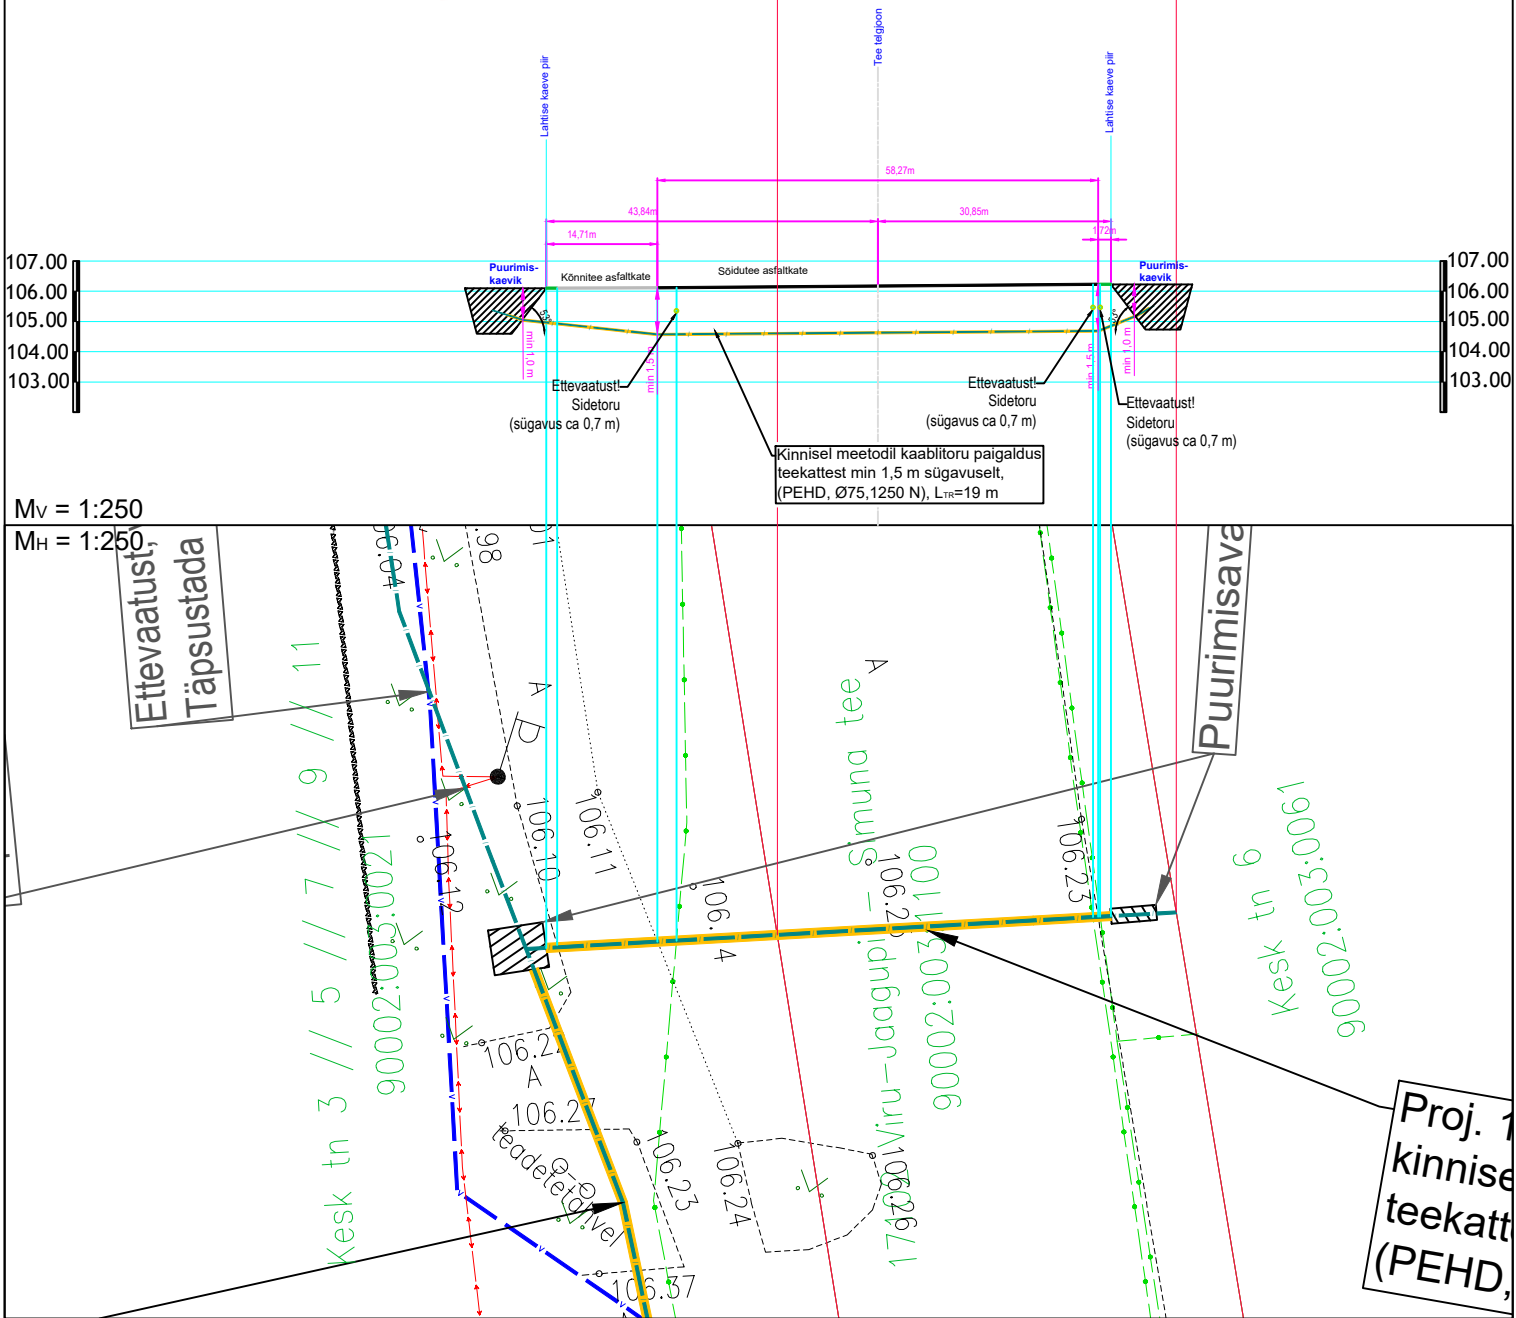 Lahtise kaeve piir
Tee telgjoon
Lahtise kaeve piir
58,27m
43,84m
30,85m
14,71m
1,72m
107.00
106.00
105.00
104.00
103.00
107.00
106.00
105.00
104.00
103.00
Puurimis-
kaevik
Kõnnitee asfaltkate
Sõidutee asfaltkate
Puurimis-
kaevik
min 1,0 m
min 1,5 m
min 1,5 m
min 1,0 m
Ettevaatust!
Sidetoru
(sügavus ca 0,7 m)
Ettevaatust!
Sidetoru
(sügavus ca 0,7 m)
Ettevaatust!
Sidetoru
(sügavus ca 0,7 m)
Kinnisel meetodil kaablitoru paigaldus
teekattest min 1,5 m sügavuselt,
(PEHD, Ø75,1250 N), LTR=19 m
MV = 1:250
MH = 1:250
Ettevaatust,
Täpsustada
Puurimisava
Kesk tn 3 // 5 // 7 // 9 // 11
90002:003:0021
A
A
A
106.10
106.11
106.12
106.14
106.23
106.22
106.27
106.23
106.24
106.26
106.37
teadetetahvel
Viru-Jaagupi - Simuna tee
Kesk tn 6
90002:003:0061
Proj. 1
kinnise
teekatt
(PEHD,